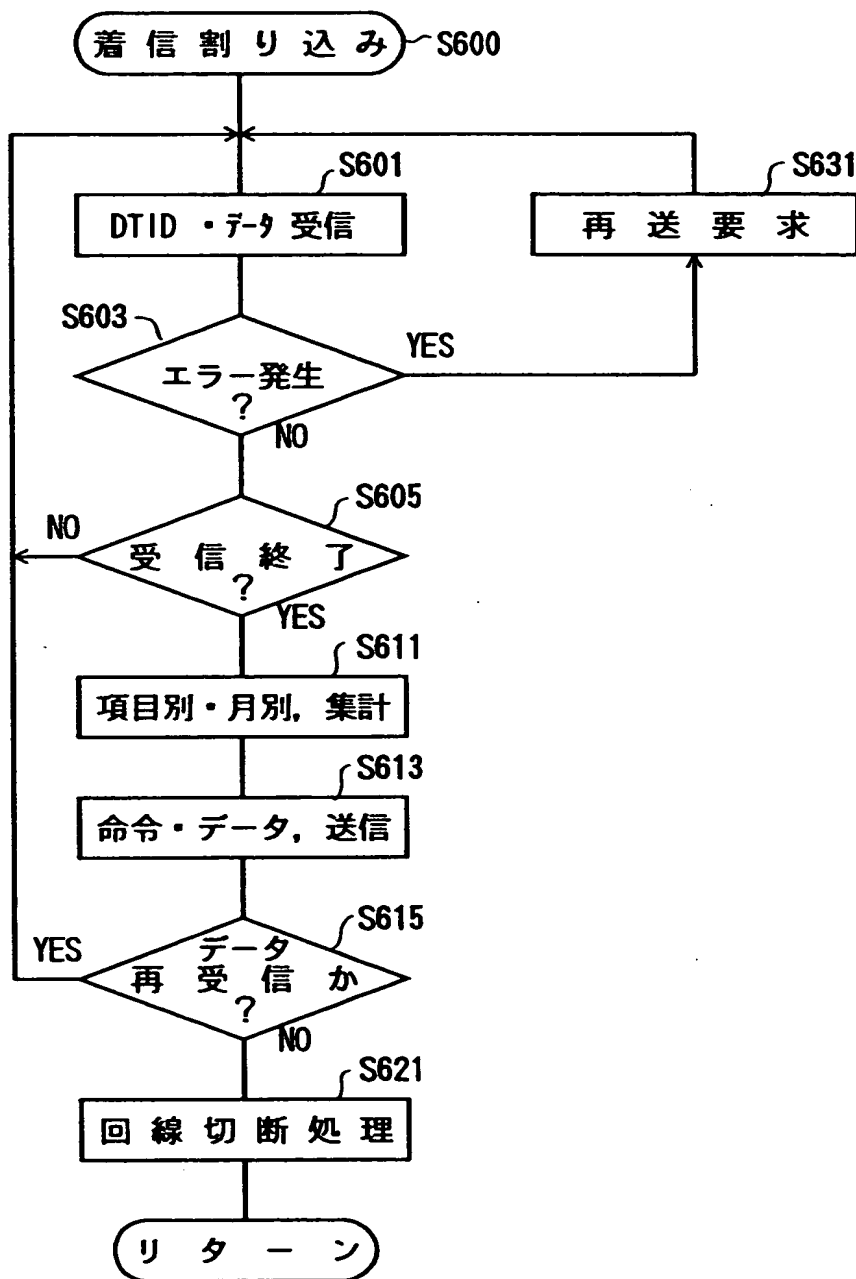 着信割り込み
S600
S601
DTID・データ 受信
S631
再送要求
S603
エラー発生
?
YES
NO
S605
NO
受信終了
?
YES
S611
項目別・月別, 集計
S613
命令・データ, 送信
S615
YES
データ
再受信か
?
NO
S621
回線切断処理
リターン